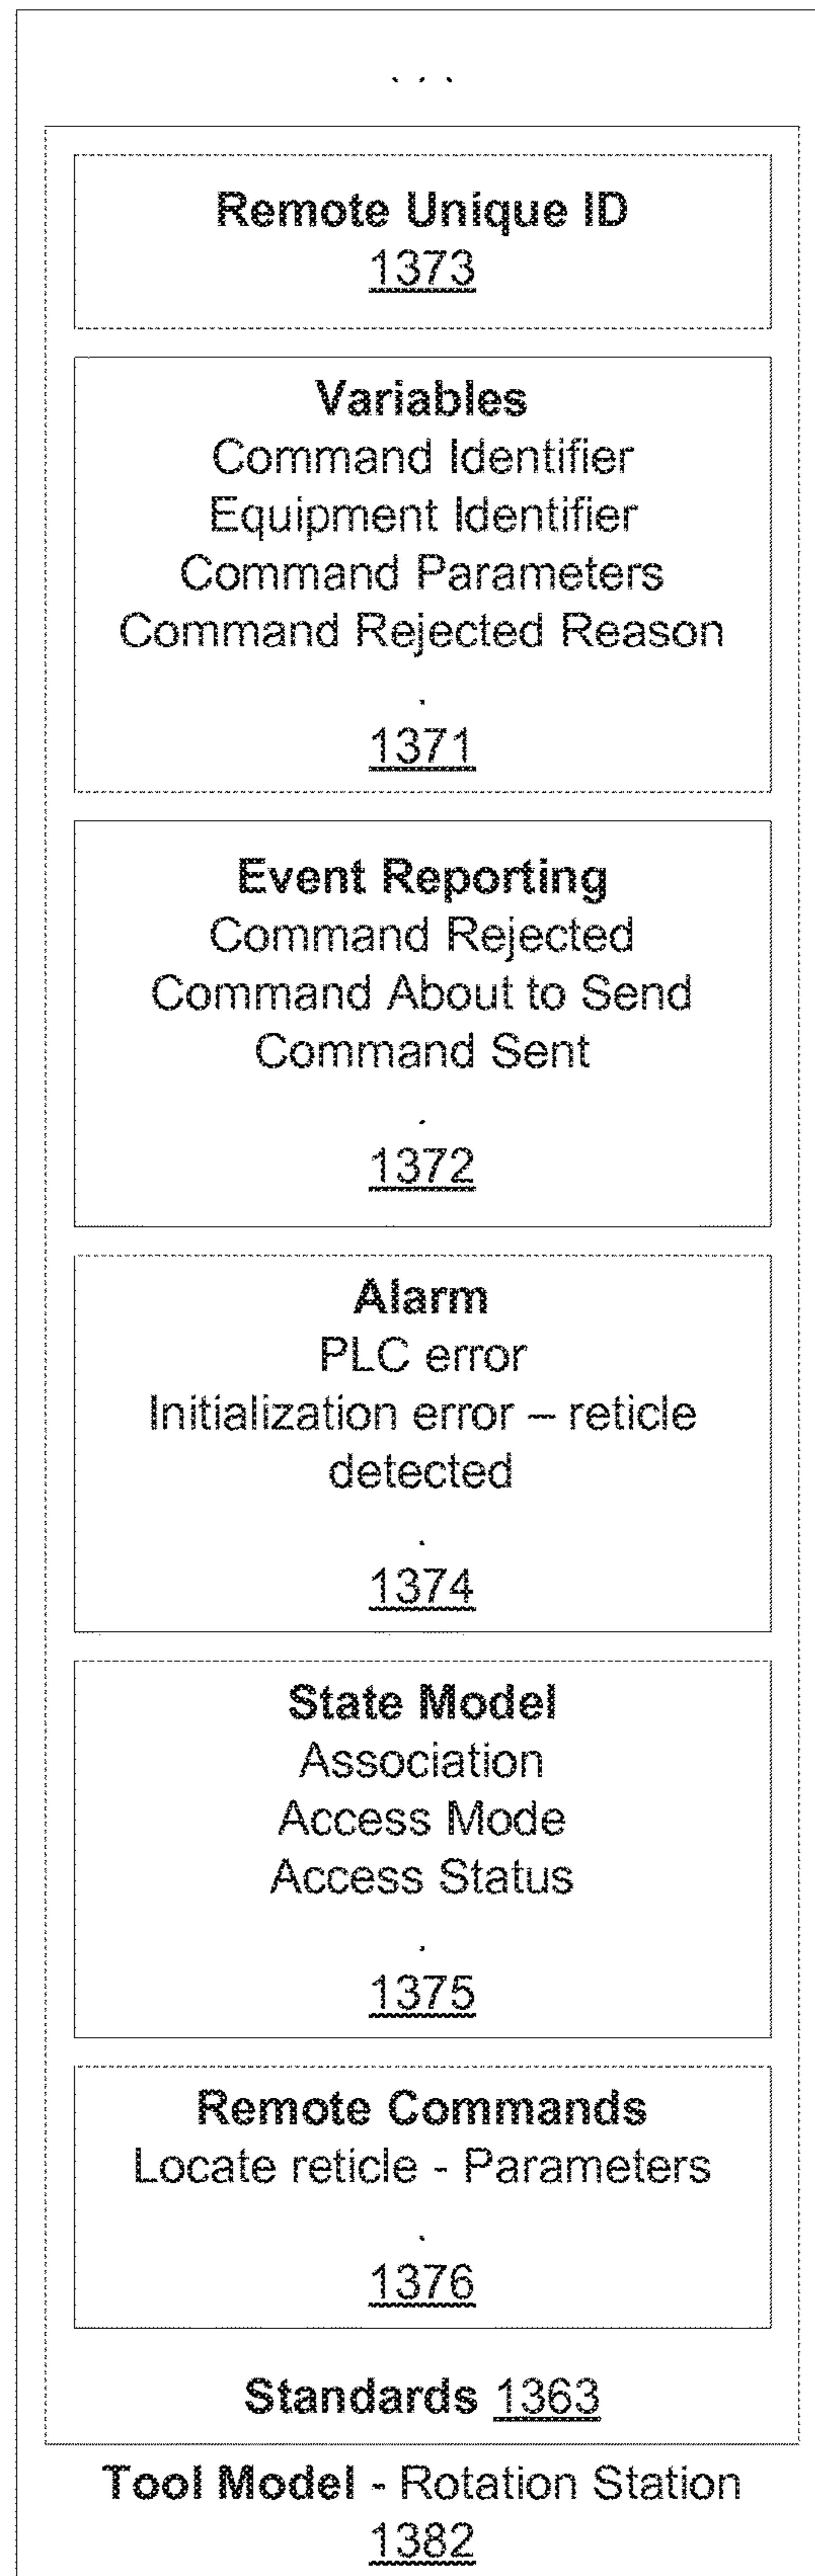 . . .
Remote Unique ID
1373
Variables
Command Identifier
Equipment Identifier
Command Parameters
Command Rejected Reason
.
1371
Event Reporting
Command Rejected
Command About to Send
Command Sent
.
1372
Alarm
PLC error
Initialization error – reticle
detected
.
1374
State Model
Association
Access Mode
Access Status
.
1375
Remote Commands
Locate reticle - Parameters
.
1376
Standards 1363
Tool Model - Rotation Station
1382